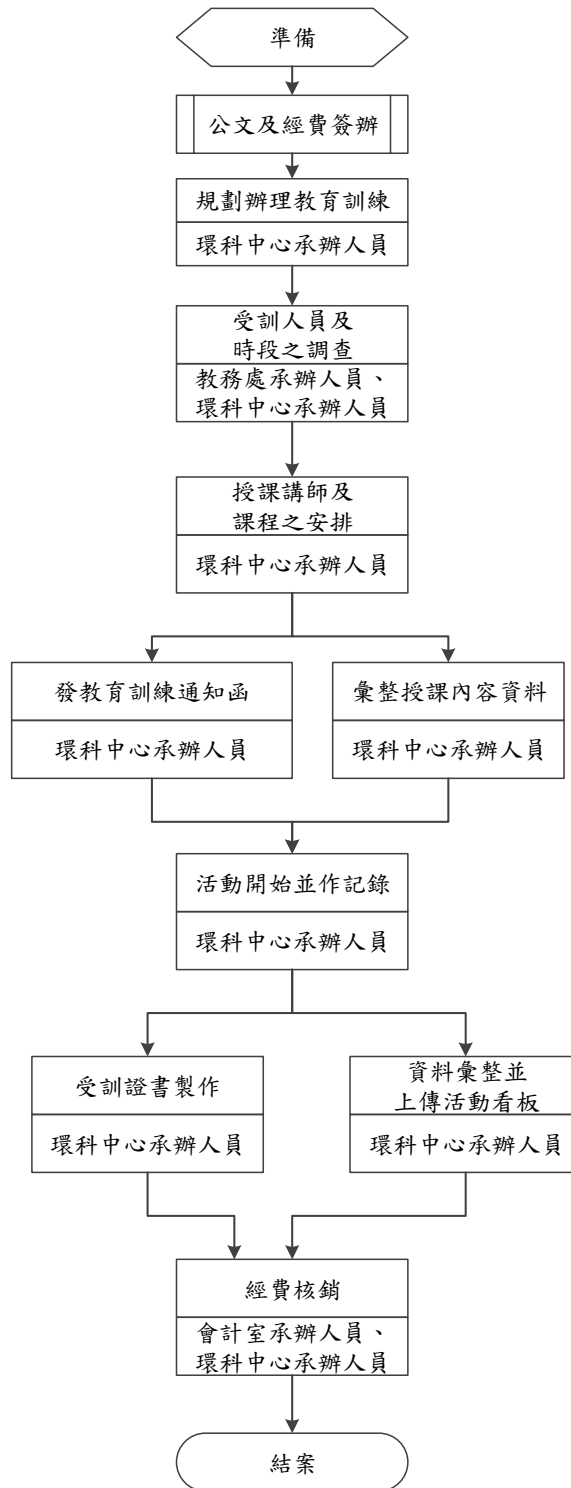 準備
公文及經費簽辦
規劃辦理教育訓練
環科中心承辦人員
受訓人員及
時段之調查
教務處承辦人員、
環科中心承辦人員
授課講師及
課程之安排
環科中心承辦人員
發教育訓練通知函
環科中心承辦人員
彙整授課內容資料
環科中心承辦人員
活動開始並作記錄
環科中心承辦人員
受訓證書製作
環科中心承辦人員
資料彙整並
上傳活動看板
環科中心承辦人員
經費核銷
會計室承辦人員、
環科中心承辦人員
結案